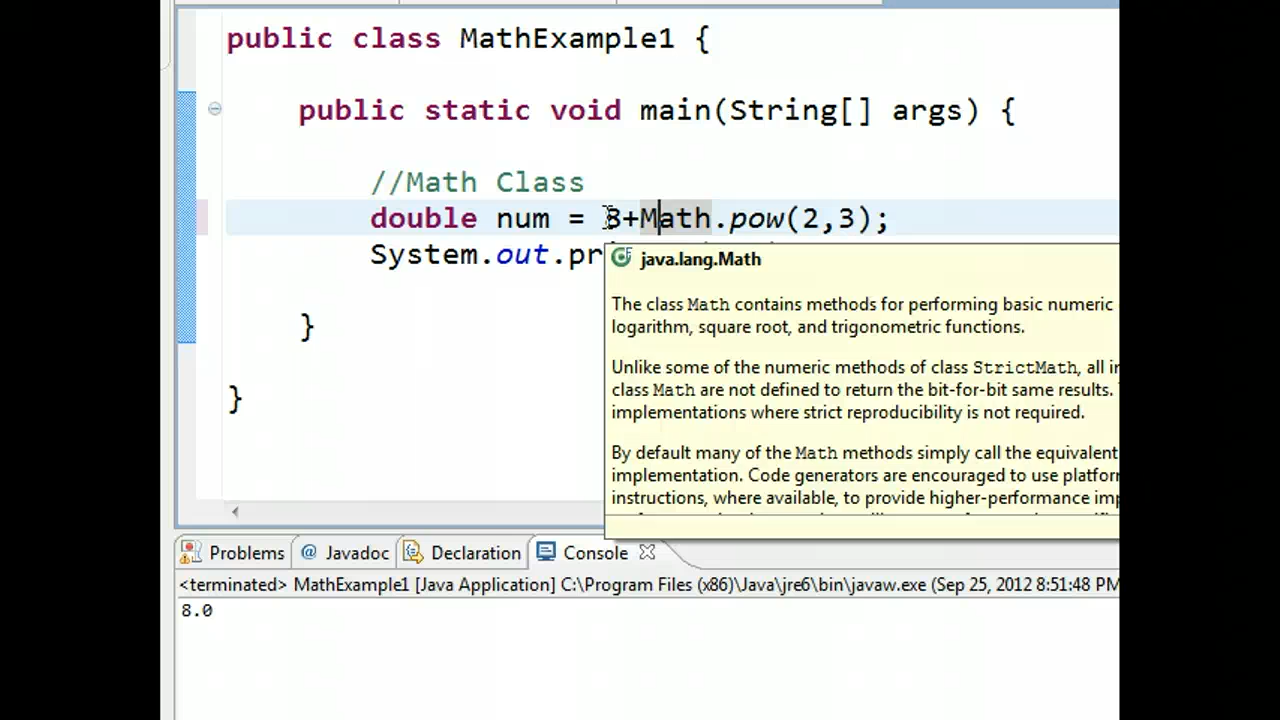 public class MathExample1 {
public static void main(String[] args) {
//Math Class
double num = 3+Math.pow(2,3);
System.out.pr
java.lang.Math
The class Math contains methods for performing basic numeric
logarithm, square root, and trigonometric functions.
}
Unlike some of the numeric methods of class StrictMath, all
class Math are not defined to return the bit-for-bit same results.
implementations where strict reproducibility is not required.
}
By default many of the Math methods simply call the equivalent
implementation. Code generators are encouraged to use
instructions, where available, to provide higher-performance
Problems @ Javadoc Declaration Console
<terminated> MathExample1 [Java Application] C:\Program Files (x86)\Java\jre6\bin\javaw.exe (Sep 25, 2012 8:51:48 PM
8.0